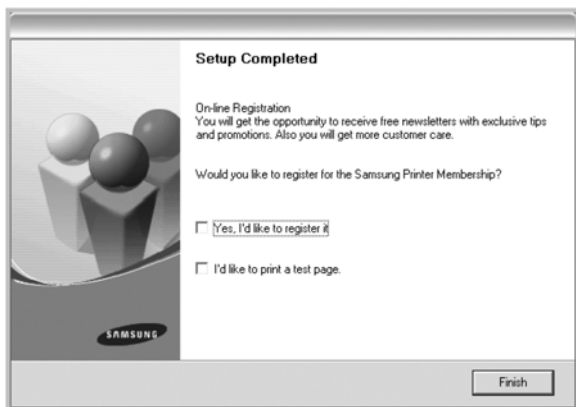 Setup Completed
On-line Registration
You will get the opportunity to receive free newsletters with exclusive tips
and promotions. Also you will get more customer care.
Would you like to register for the Samsung Printer Membership?
Yes, I'd like to register it
I'd like to print a test page.
SAMSUNG
Finish